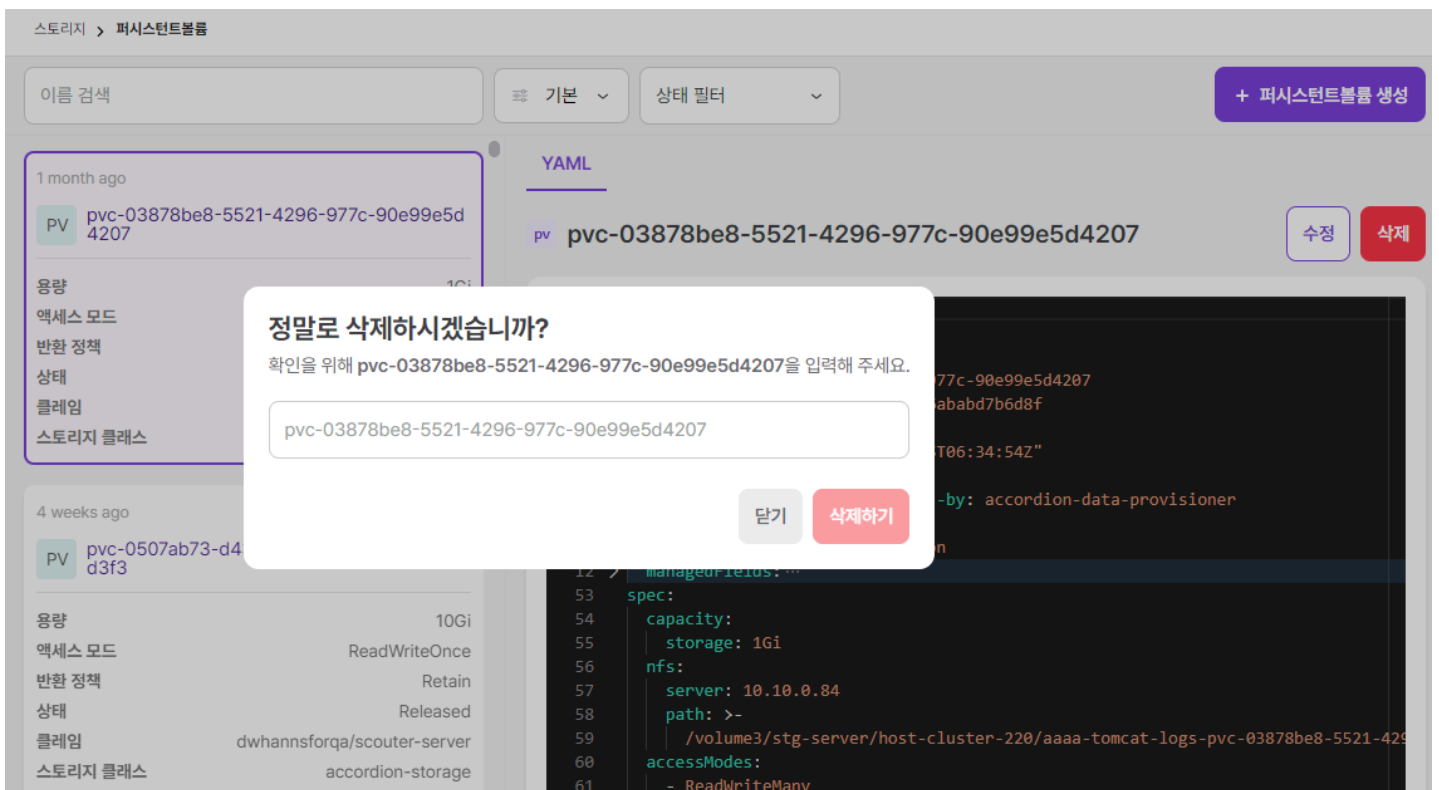 스토리지 > 퍼시스턴트볼륨
이름 검색
기본
상태 필터
+ 퍼시스턴트볼륨 생성
1 month ago
PV pvc-03878be8-5521-4296-977c-90e99e5d
4207
용량 1Gi
액세스 모드
반환 정책
상태
클레임
스토리지 클래스
4 weeks ago
PV pvc-0507ab73-d4
d3f3
용량 10Gi
액세스 모드 ReadWriteOnce
반환 정책 Retain
상태 Released
클레임 dwhannsforqa/scouter-server
스토리지 클래스 accordion-storage
YAML
pv pvc-03878be8-5521-4296-977c-90e99e5d4207
수정
삭제
정말로 삭제하시겠습니까?
확인을 위해 pvc-03878be8-5521-4296-977c-90e99e5d4207을 입력해 주세요.
pvc-03878be8-5521-4296-977c-90e99e5d4207
닫기
삭제하기
77c-90e99e5d4207
ababd7b6d8f
T06:34:54Z"
-by: accordion-data-provisioner
n
12 > managedFields: ⋯
53 spec:
54 capacity:
55 storage: 1Gi
56 nfs:
57 server: 10.10.0.84
58 path: >-
59 /volume3/stg-server/host-cluster-220/aaaa-tomcat-logs-pvc-03878be8-5521-429
60 accessModes:
61 - ReadWriteMany